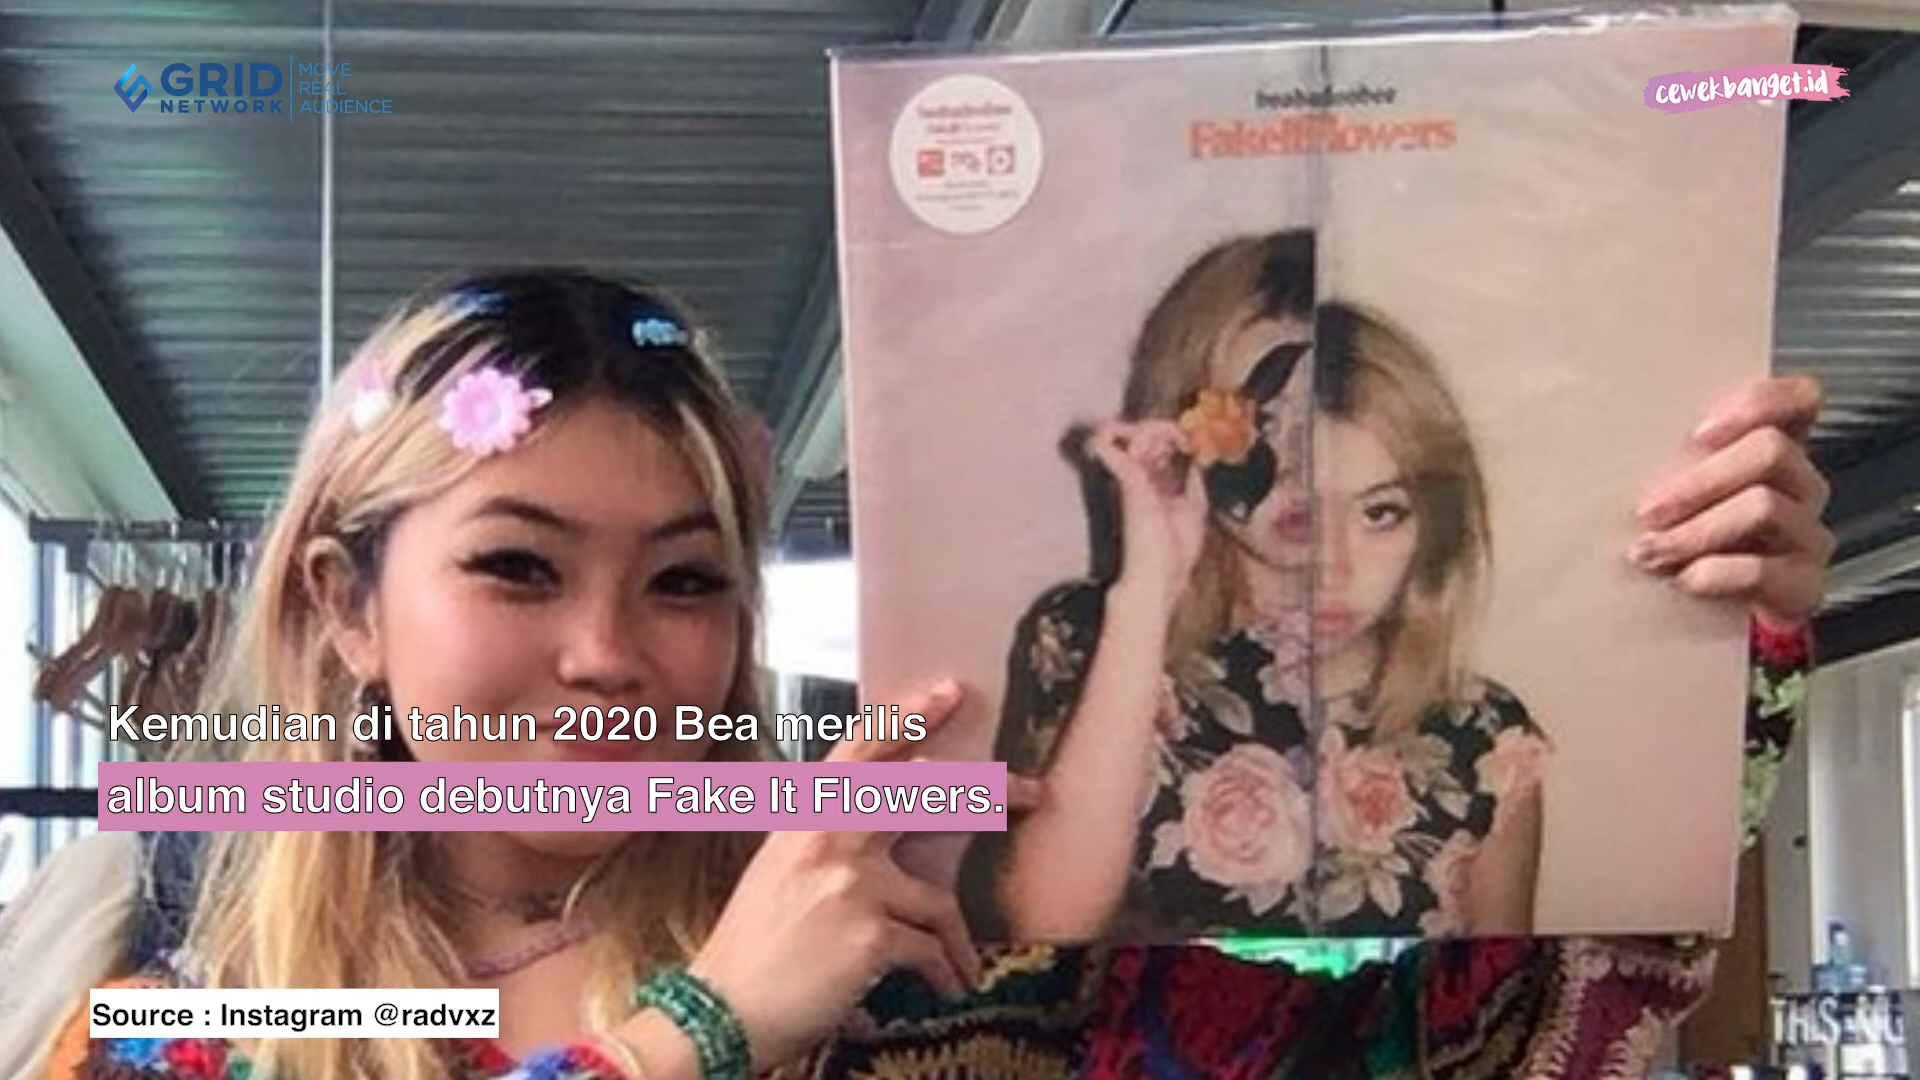 GRID
NETWORK
MOVE
REAL
AUDIENCE
cewekbanget.id
beabadoobee
Fake It Flowers
Kemudian di tahun 2020 Bea merilis
album studio debutnya Fake It Flowers.
Source : Instagram @radvxz